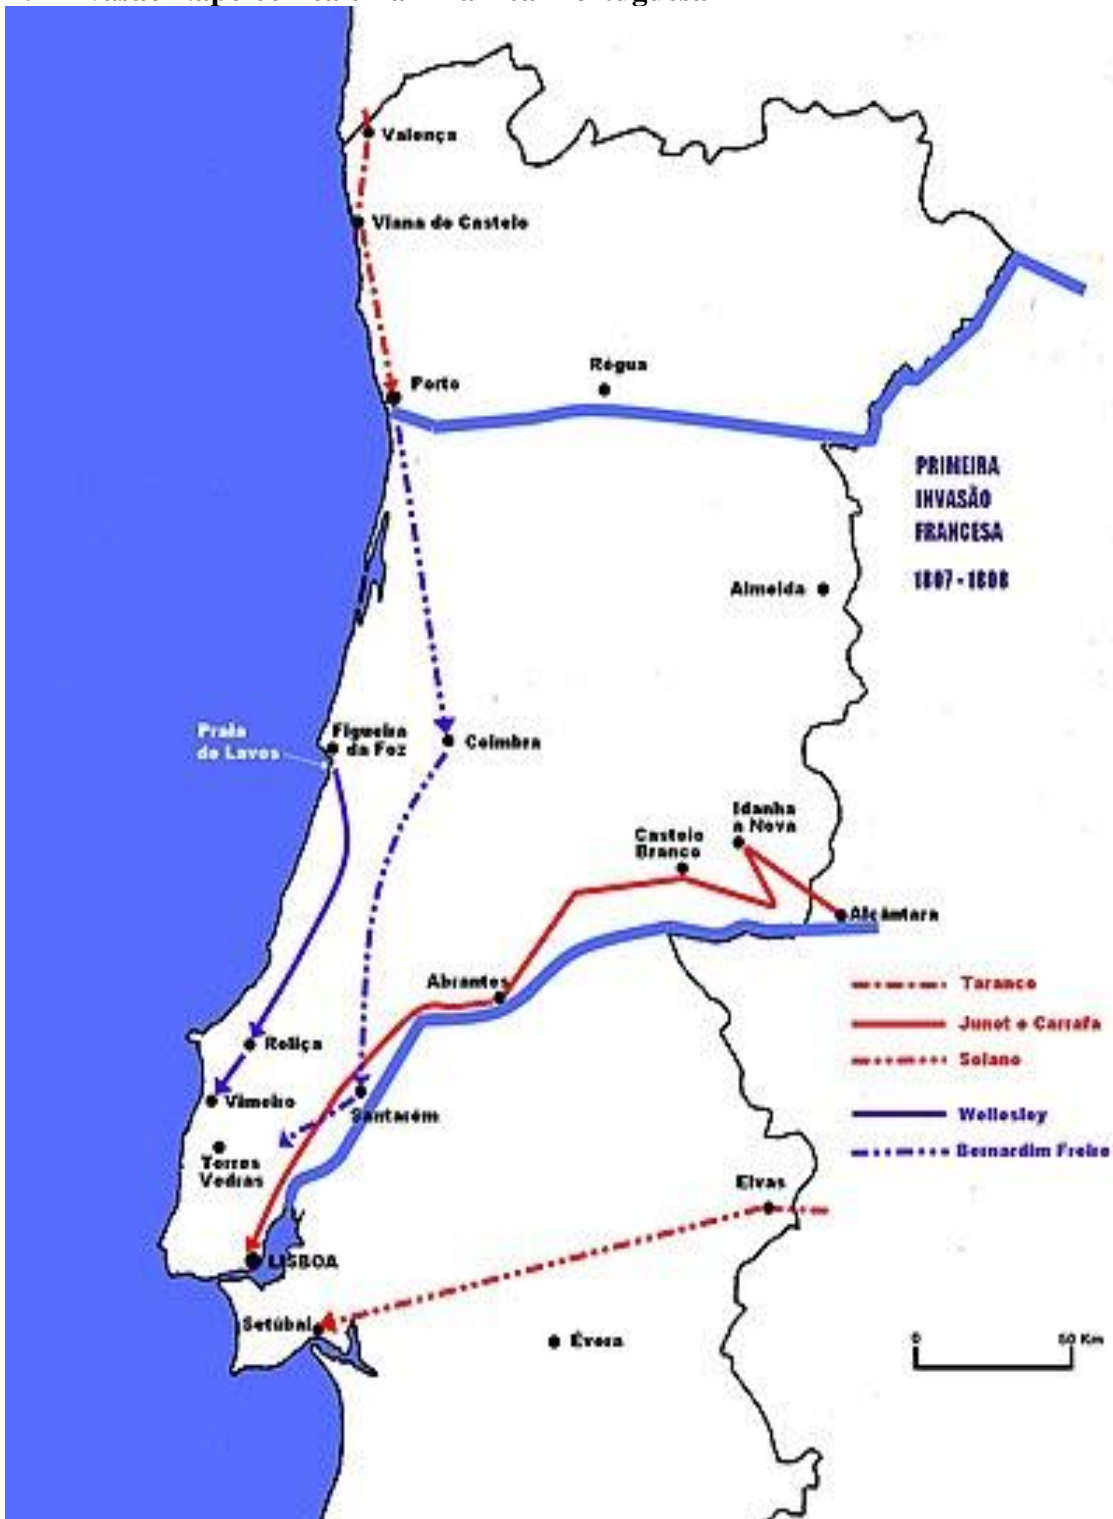 Valença
Viana do Castelo
Régua
Porto
PRIMEIRA
INVASÃO
FRANCESA
1807 - 1808
Almeida
Praia
de Lavos
Figueira
da Foz
Coimbra
Idanha
a Nova
Castelo
Branco
Alcântara
Abrantes
Taranco
Junot e Carrafa
Solano
Roliça
Vimeiro
Santarém
Wellesley
Bernardim Freire
Torres
Vedras
Elvas
LISBOA
Setúbal
Évora
0
50 Km